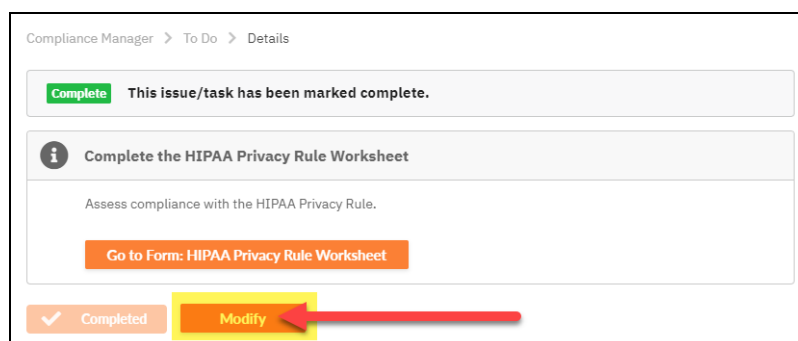 Compliance Manager > To Do > Details
Complete This issue/task has been marked complete.
Complete the HIPAA Privacy Rule Worksheet
Assess compliance with the HIPAA Privacy Rule.
Go to Form: HIPAA Privacy Rule Worksheet
Completed Modify